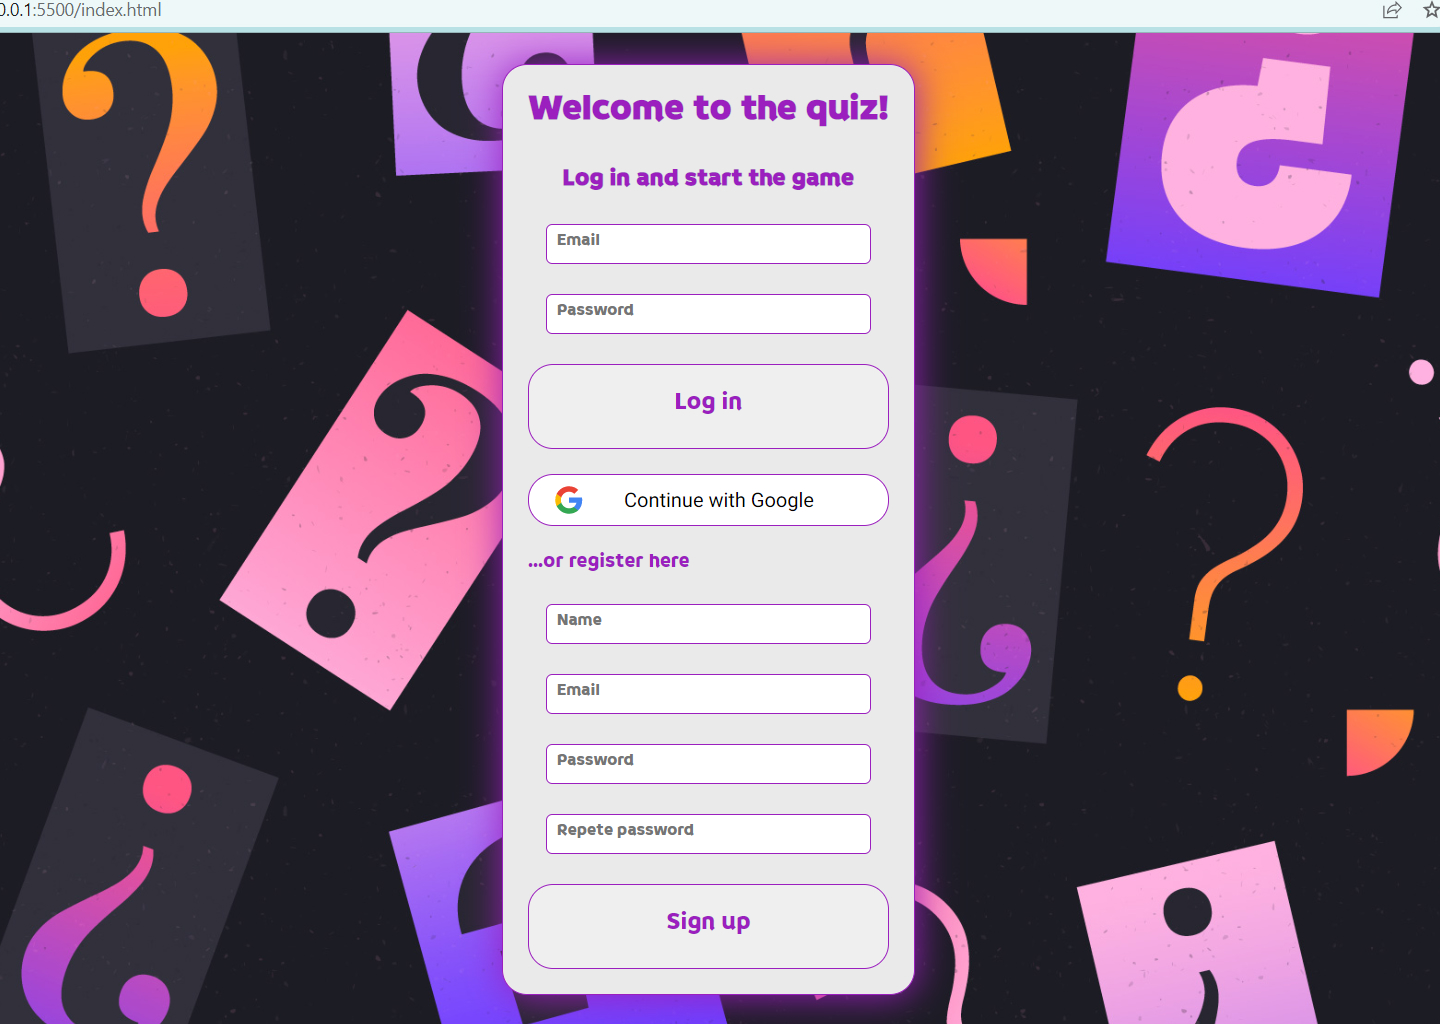 0.0.1:5500/index.html
Welcome to the quiz!
Log in and start the game
Email
Password
Log in
Continue with Google
...or register here
Name
Email
Password
Repete password
Sign up